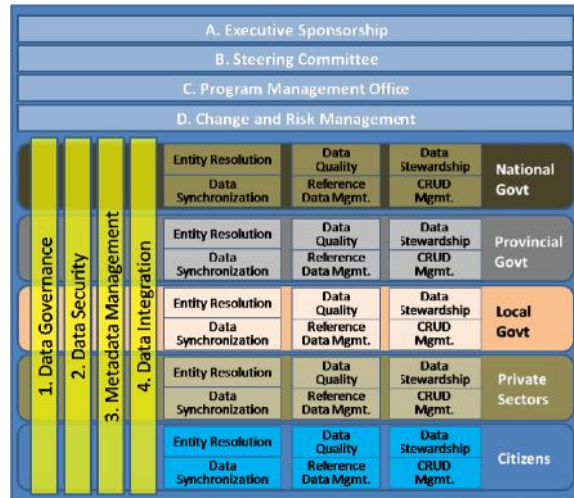 A. Executive Sponsorship
B. Steering Committee
C. Program Management Office
D. Change and Risk Management
1. Data Governance
2. Data Security
3. Metadata Management
4. Data Integration
Entity Resolution
Data
Synchronization
Data
Quality
Reference
Data Mgmt.
Data
Stewardship
CRUD
Mgmt.
National
Govt
Entity Resolution
Data
Synchronization
Data
Quality
Reference
Data Mgmt.
Data
Stewardship
CRUD
Mgmt.
Provincial
Govt
Entity Resolution
Data
Synchronization
Data
Quality
Reference
Data Mgmt.
Data
Stewardship
CRUD
Mgmt.
Local
Govt
Entity Resolution
Data
Synchronization
Data
Quality
Reference
Data Mgmt.
Data
Stewardship
CRUD
Mgmt.
Private
Sectors
Entity Resolution
Data
Synchronization
Data
Quality
Reference
Data Mgmt.
Data
Stewardship
CRUD
Mgmt.
Citizens